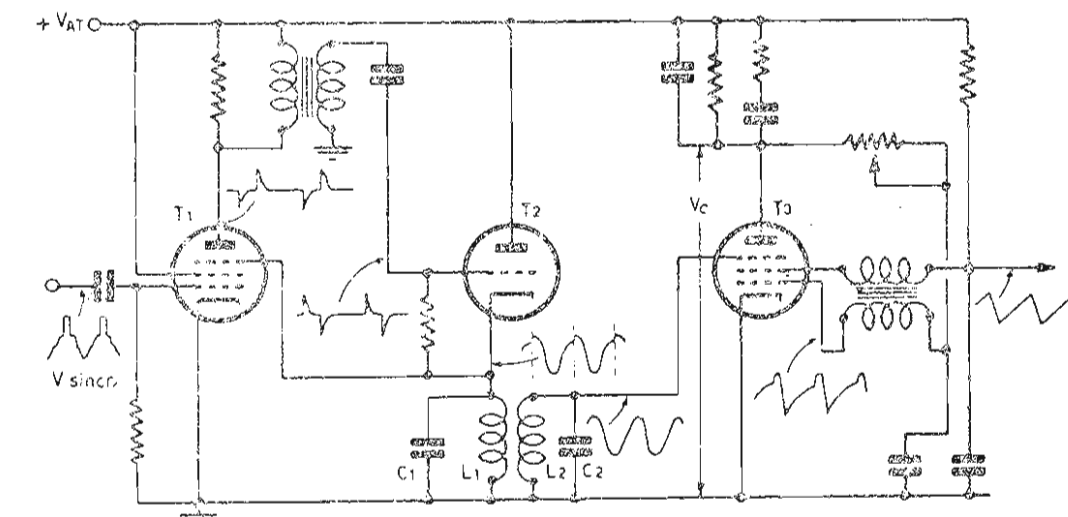 + VAT
T1
T2
T3
Vc
V sincr.
C1
L1
L2
C2